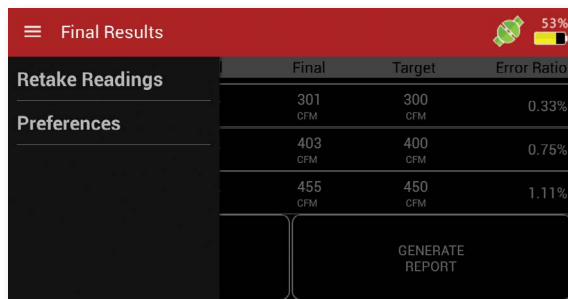 Final Results
53%
Retake Readings
Preferences
Final Target Error Ratio
301 300 0.33%
CFM CFM
403 400 0.75%
CFM CFM
455 450 1.11%
CFM CFM
GENERATE
REPORT